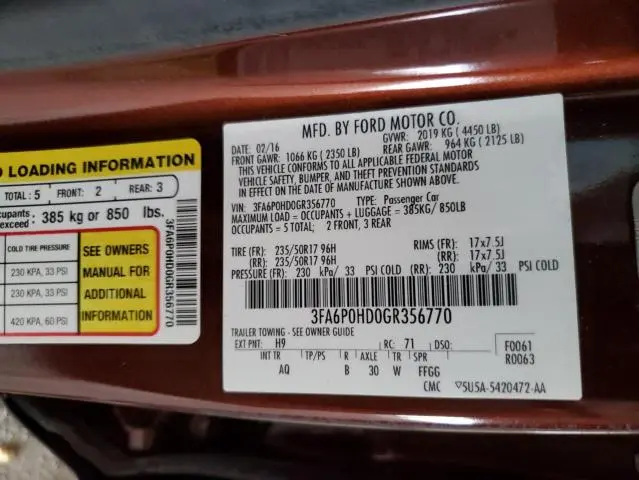 O LOADING INFORMATION
TOTAL: 5 FRONT: 2 REAR: 3
cupants 385 kg or 850 lbs.
exceed:
COLD TIRE PRESSURE
230 KPA, 33 PSI
230 KPA, 33 PSI
420 KPA, 60 PSI
SEE OWNERS
MANUAL FOR
ADDITIONAL
INFORMATION
3FA6P0HD0GR356770
MFD. BY FORD MOTOR CO.
DATE: 02/16 GVWR: 2019 KG ( 4450 LB)
FRONT GAWR: 1066 KG ( 2350 LB) REAR GAWR: 964 KG ( 2125 LB)
THIS VEHICLE CONFORMS TO ALL APPLICABLE FEDERAL MOTOR
VEHICLE SAFETY, BUMPER, AND THEFT PREVENTION STANDARDS
IN EFFECT ON THE DATE OF MANUFACTURE SHOWN ABOVE.
VIN: 3FA6P0HD0GR356770 TYPE: Passenger Car
MAXIMUM LOAD = OCCUPANTS + LUGGAGE = 385KG/ 850LB
OCCUPANTS = 5 TOTAL; 2 FRONT, 3 REAR
TIRE (FR): 235/50R17 96H RIMS (FR): 17x7.5J
(RR): 235/50R17 96H (RR): 17x7.5J
PRESSURE (FR): 230 kPa/ 33 PSI COLD (RR): 230 kPa/ 33 PSI COLD
3FA6P0HD0GR356770
TRAILER TOWING - SEE OWNER GUIDE
EXT PNT: H9 RC: 71 DSO: F0061
R0063
INT TR TP/PS R AXLE TR SPR
AQ B 30 W FFGG
CMC 5U5A-5420472-AA